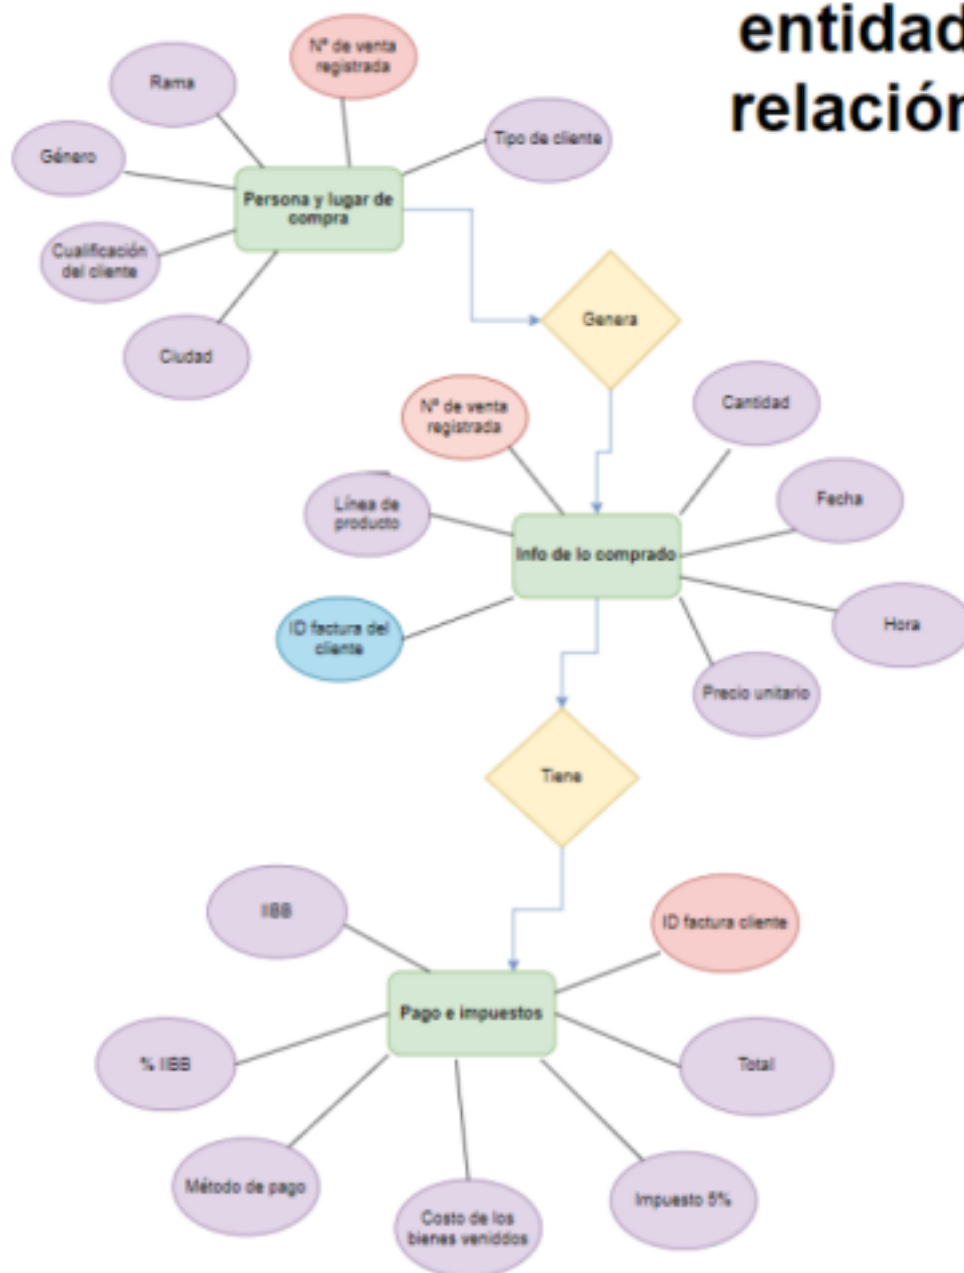 entidad
relación
Nº de venta
registrada
Rama
Tipo de cliente
Género
Persona y lugar de
compra
Cualificación
del cliente
Ciudad
Genera
Nº de venta
registrada
Cantidad
Línea de
producto
Fecha
Info de lo comprado
ID factura del
cliente
Hora
Precio unitario
Tiene
IIBB
ID factura cliente
Pago e impuestos
% IIBB
Total
Método de pago
Impuesto 5%
Costo de los
bienes veniddos